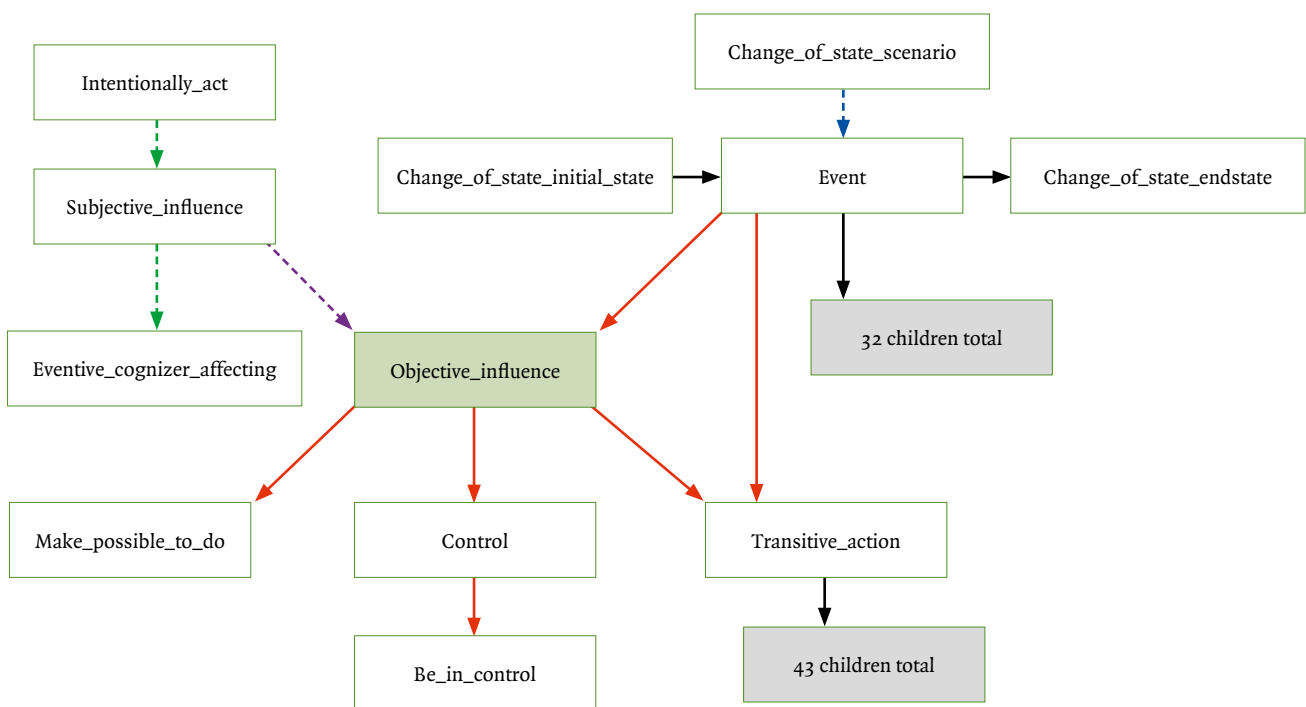 Change_of_state_scenario
Intentionally_act
Change_of_state_initial_state
Event
Change_of_state_endstate
Subjective_influence
32 children total
Eventive_cognizer_affecting
Objective_influence
Make_possible_to_do
Control
Transitive_action
Be_in_control
43 children total